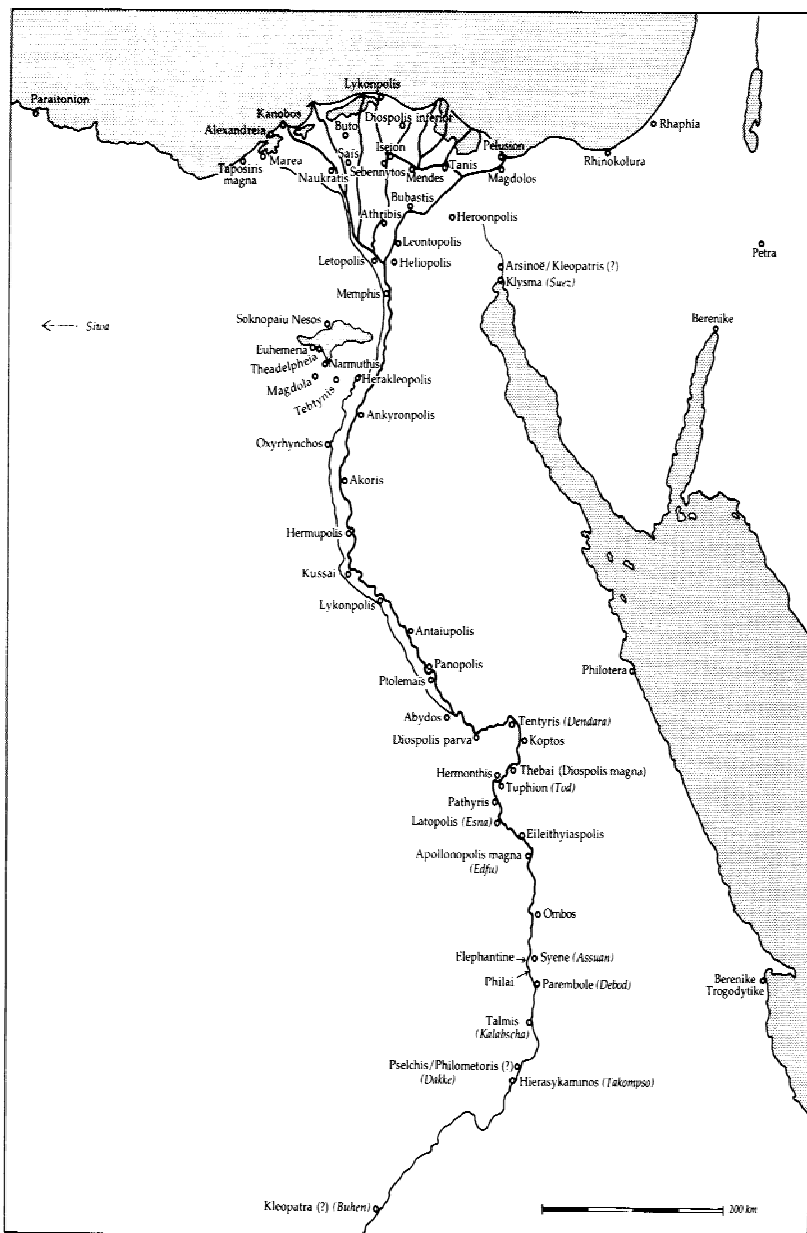 Lykonpolis
Paraitonion
Kanobos
Diospolis inferior
Rhaphia
Alexandreia
Buto
Iseion
Pelusion
Marea
Saïs
Sebennytos
Tanis
Rhinokolura
Taposiris
magna
Naukratis
Mendes
Magdolos
Bubastis
Athribis
Heroonpolis
Leontopolis
Petra
Letopolis
Heliopolis
Arsinoë/Kleopatris (?)
Klysma (Suez)
Memphis
Siwa
Soknopaiu Nesos
Berenike
Euhemeria
Theadelpheia
Narmuthis
Magdola
Tebtynis
Herakleopolis
Ankyronpolis
Oxyrhynchos
Akoris
Hermupolis
Kussai
Lykonpolis
Antaiupolis
Panopolis
Ptolemais
Philotera
Abydos
Tentyris (Dendara)
Diospolis parva
Koptos
Hermonthis
Thebai (Diospolis magna)
Tuphion (Tod)
Pathyris
Latopolis (Esna)
Eileithyiaspolis
Apollonopolis magna
(Edfu)
Ombos
Elephantine
Syene (Assuan)
Philai
Parembole (Debod)
Berenike
Trogodytike
Talmis
(Kalabscha)
Pselchis/Philometoris (?)
(Dakke)
Hierasykaminos (Takompso)
Kleopatra (?) (Buhen)
200 km